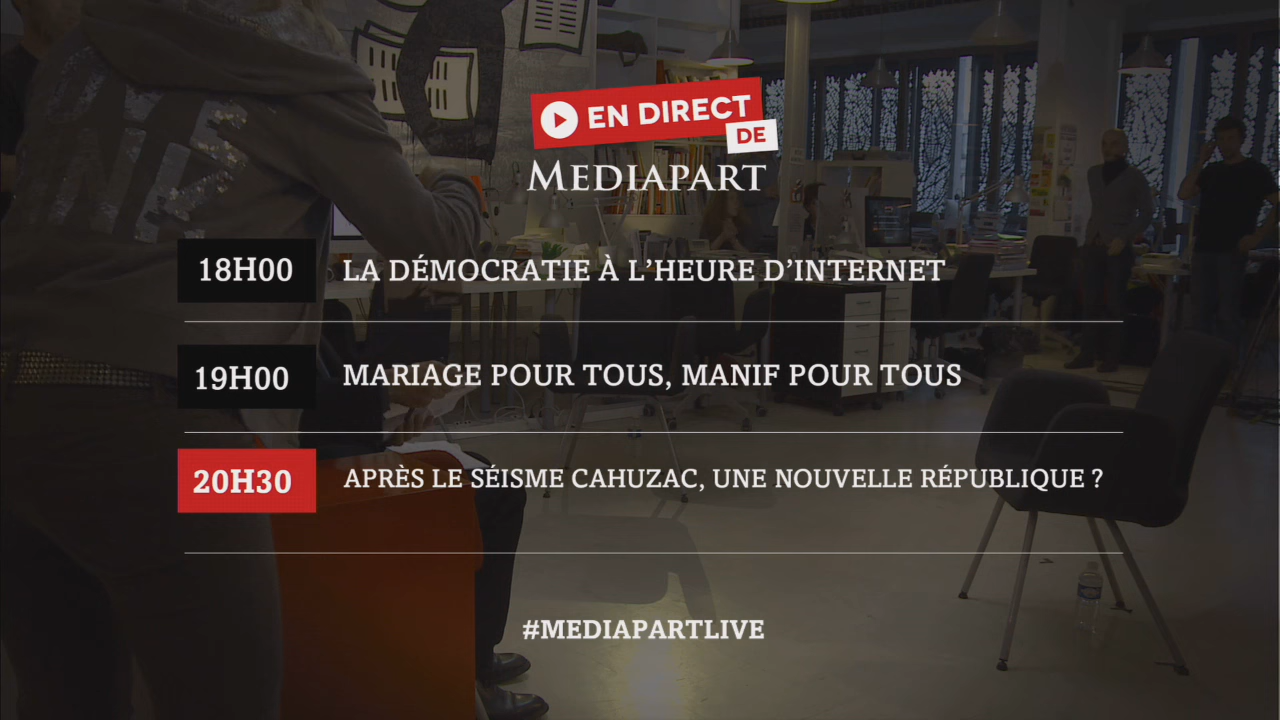 EN DIRECT
DE
MEDIAPART
18H00 LA DÉMOCRATIE À L’HEURE D’INTERNET
19H00 MARIAGE POUR TOUS, MANIF POUR TOUS
20H30 APRÈS LE SÉISME CAHUZAC, UNE NOUVELLE RÉPUBLIQUE ?
#MEDIAPARTLIVE